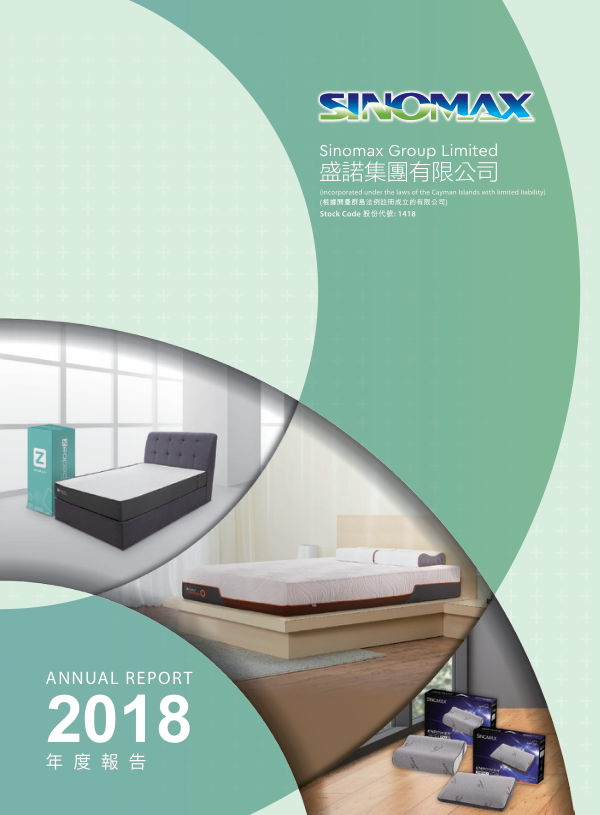 SINOMAX
Sinomax Group Limited
盛諾集團有限公司
(incorporated under the laws of the Cayman Islands with limited liability)
(根據開曼群島法例註冊成立的有限公司)
Stock Code 股份代號: 1418
Z
ANNUAL REPORT
2018
年度報告
SINOMAX
SINOMAX